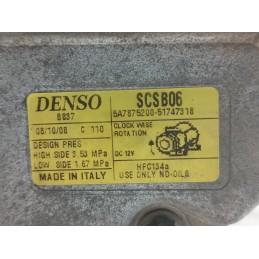 DENSO
SCSB06
8837
5A7875200-51747318
08/10/08 C 110
CLOCK WISE
ROTATION
DC 12V
DESIGN PRES
HIGH SIDE 3.53 MPa
LOW SIDE 1.67 MPa
HFC134a
MADE IN ITALY
USE ONLY ND-OIL8